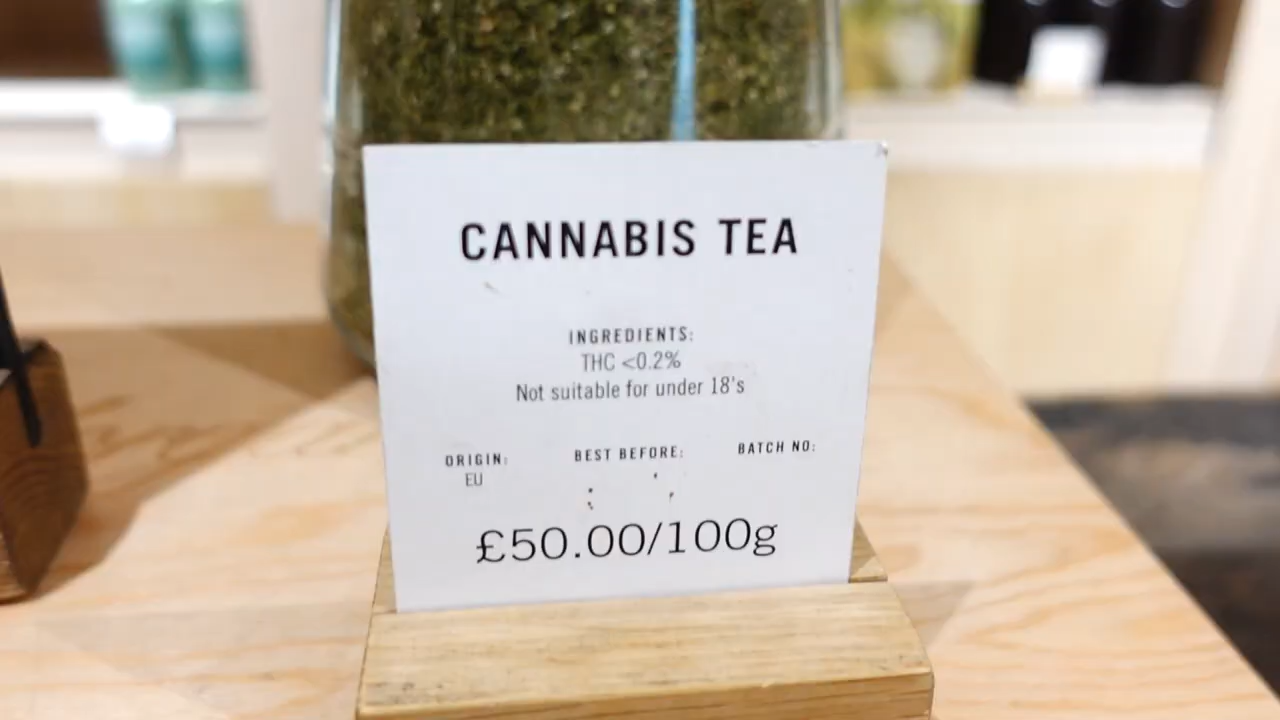 CANNABIS TEA
INGREDIENTS:
THC <0.2%
Not suitable for under 18's
ORIGIN: BEST BEFORE: BATCH NO:
EU
£50.00/100g